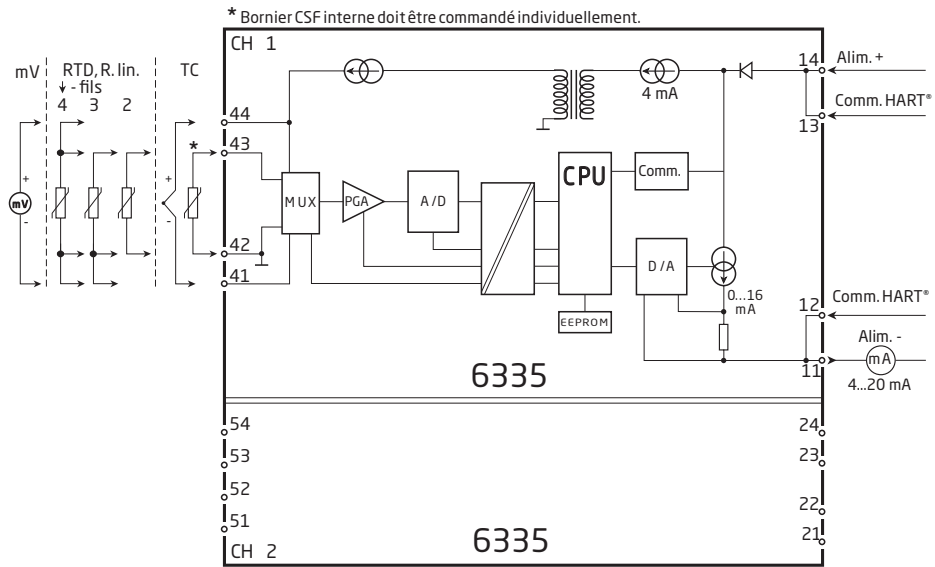 * Bornier CSF interne doit être commandé individuellement.
CH 1
mV
RTD, R. lin.
↓ - fils
4 3 2
TC
44
43
42
41
*
+
-
mV
+
-
MUX
PGA
A/D
CPU
Comm.
D/A
EEPROM
4 mA
0...16
mA
14
13
12
11
Alim. +
Comm. HART®
Comm. HART®
Alim. -
mA
4...20 mA
6335
54
53
52
51
24
23
22
21
CH 2
6335